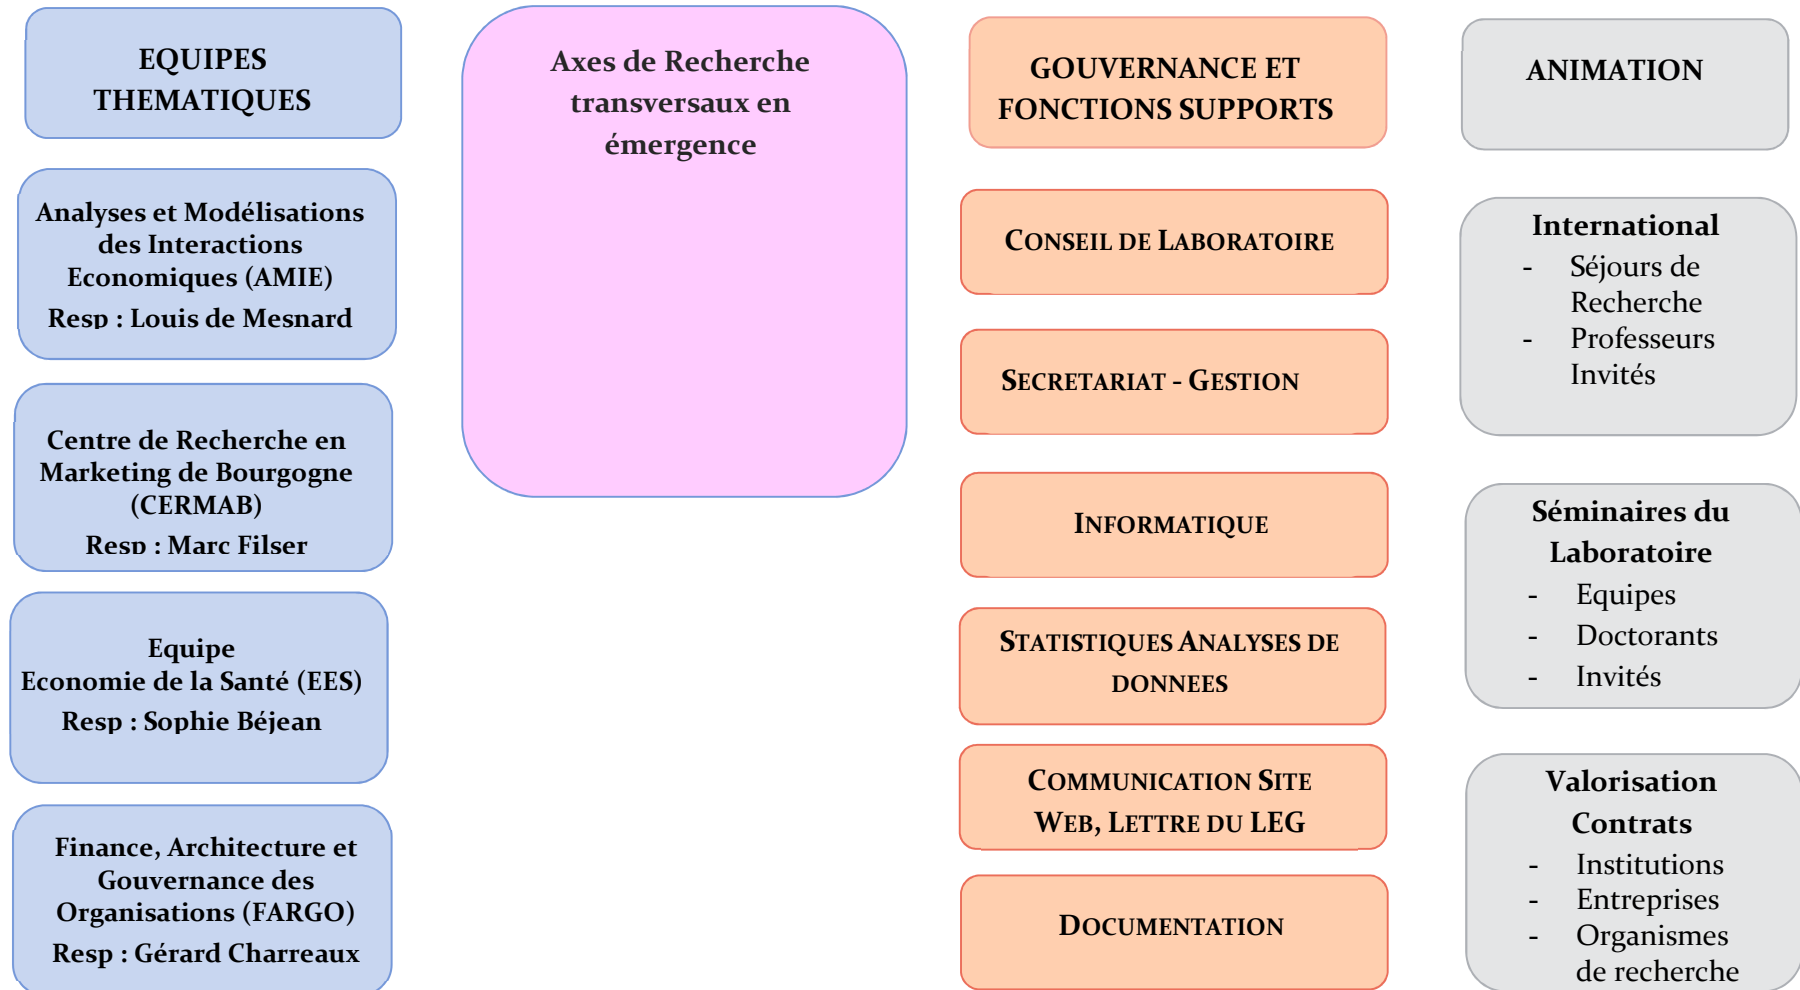 EQUIPES
THEMATIQUES
Analyses et Modélisations
des Interactions
Economiques (AMIE)
Resp : Louis de Mesnard
Centre de Recherche en
Marketing de Bourgogne
(CERMAB)
Resp : Marc Filser
Equipe
Economie de la Santé (EES)
Resp : Sophie Béjean
Finance, Architecture et
Gouvernance des
Organisations (FARGO)
Resp : Gérard Charreaux
Axes de Recherche
transversaux en
émergence
GOUVERNANCE ET
FONCTIONS SUPPORTS
CONSEIL DE LABORATOIRE
SECRETARIAT - GESTION
INFORMATIQUE
STATISTIQUES ANALYSES DE
DONNEES
COMMUNICATION SITE
WEB, LETTRE DU LEG
DOCUMENTATION
ANIMATION
International
- Séjours de
Recherche
- Professeurs
Invités
Séminaires du
Laboratoire
- Equipes
- Doctorants
- Invités
Valorisation
Contrats
- Institutions
- Entreprises
- Organismes
de recherche